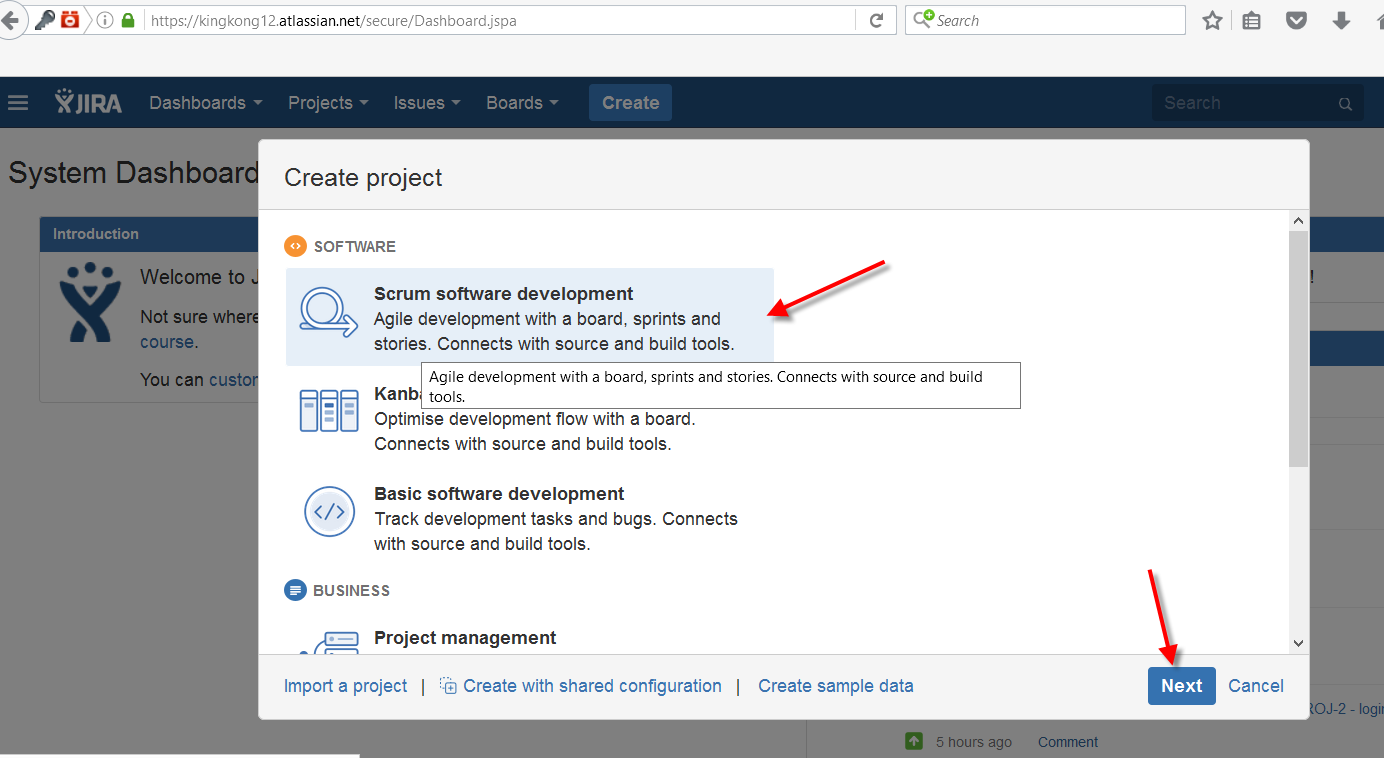 https://kingkong12.atlassian.net/secure/Dashboard.jspa
Search
JIRA Dashboards Projects Issues Boards Create Search
System Dashboard
Create project
Introduction
Welcome to J
Not sure where
course.
You can custor
SOFTWARE
Scrum software development
Agile development with a board, sprints and
stories. Connects with source and build tools.
Agile development with a board, sprints and stories. Connects with source and build
tools.
Kanba
Optimise development flow with a board.
Connects with source and build tools.
Basic software development
Track development tasks and bugs. Connects
with source and build tools.
BUSINESS
Project management
Import a project | Create with shared configuration | Create sample data
Next Cancel
ROJ-2 - login
5 hours ago Comment